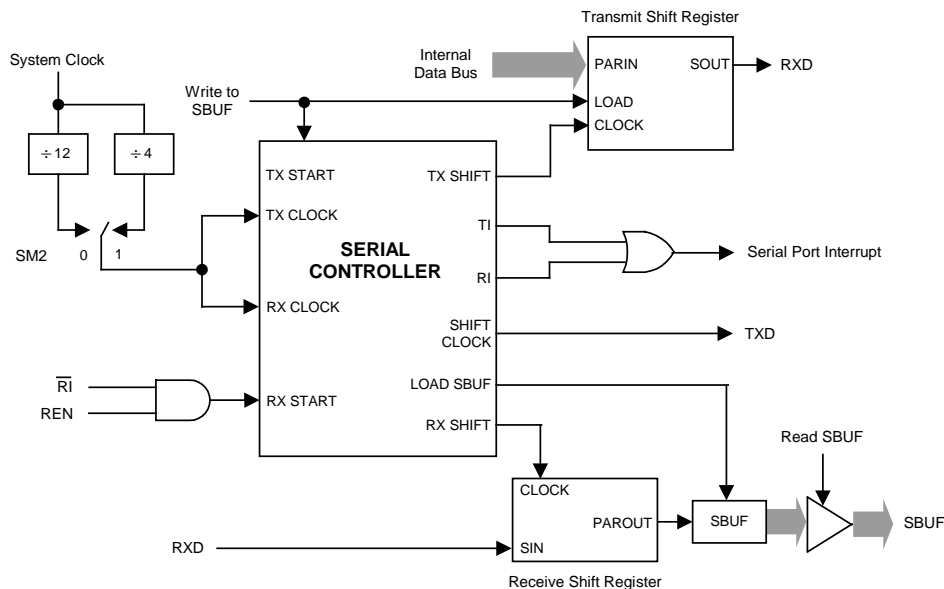 Transmit Shift Register
System Clock
Internal
Data Bus
PARIN
SOUT
RXD
Write to
SBUF
LOAD
CLOCK
÷ 12
÷ 4
TX START
TX SHIFT
TX CLOCK
TI
SM2
0
1
SERIAL
CONTROLLER
Serial Port Interrupt
RI
RX CLOCK
SHIFT
CLOCK
TXD
RI
REN
RX START
LOAD SBUF
RX SHIFT
Read SBUF
CLOCK
PAROUT
SBUF
SBUF
RXD
SIN
Receive Shift Register